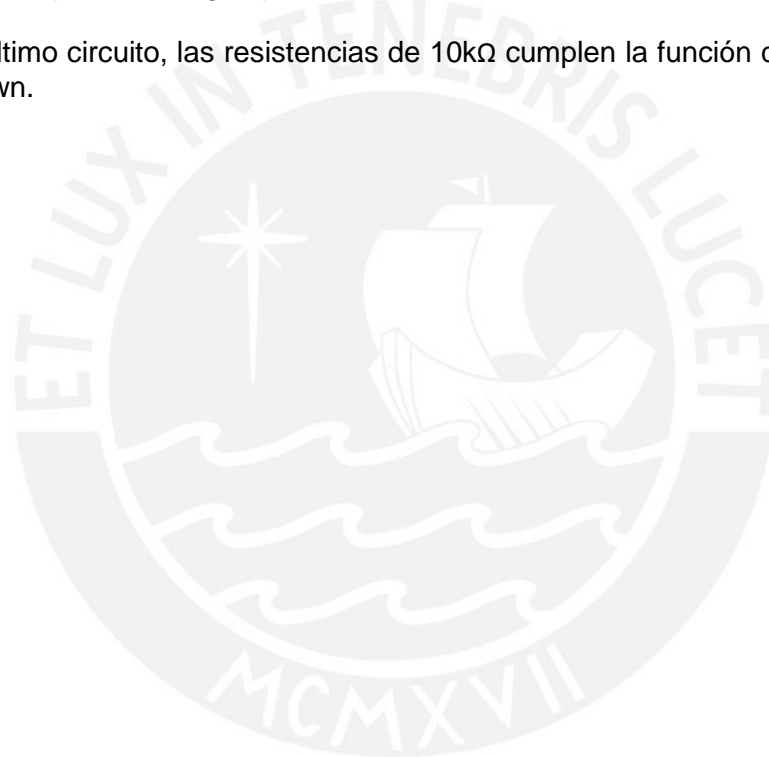 ltimo circuito, las resistencias de 10kΩ cumplen la función
wn.
ET LUX IN TENEBRIS LUCET
MCMXVII